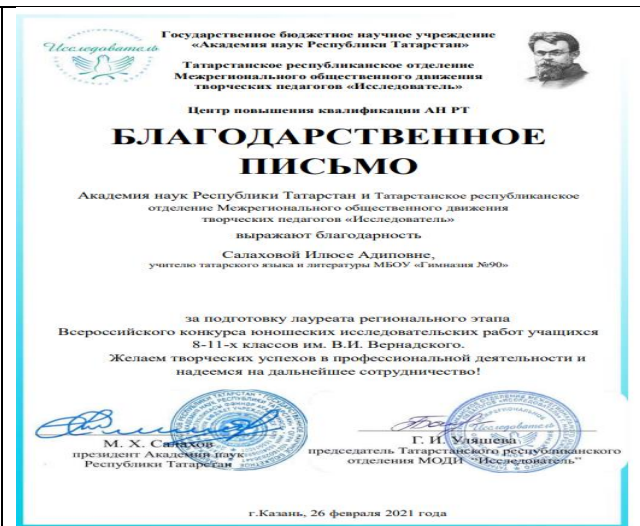 Исследователь
Государственное бюджетное научное учреждение
«Академия наук Республики Татарстан»
Татарстанское республиканское отделение
Межрегионального общественного движения
творческих педагогов «Исследователь»
Центр повышения квалификации АН РТ
БЛАГОДАРСТВЕННОЕ
ПИСЬМО
Академия наук Республики Татарстан и Татарстанское республиканское
отделение Межрегионального общественного движения
творческих педагогов «Исследователь»
выражают благодарность
Салаховой Илюсе Адиповне,
учителю татарского языка и литературы МБОУ «Гимназия №90»
за подготовку лауреата регионального этапа
Всероссийского конкурса юношеских исследовательских работ учащихся
8-11-х классов им. В.И. Вернадского.
Желаем творческих успехов в профессиональной деятельности и
надеемся на дальнейшее сотрудничество!
М. Х. Салахов
президент Академии наук
Республики Татарстан
Г. И. Уляшева
председатель Татарстанского республиканского
отделения МОДИ "Исследователь"
г.Казань, 26 февраля 2021 года